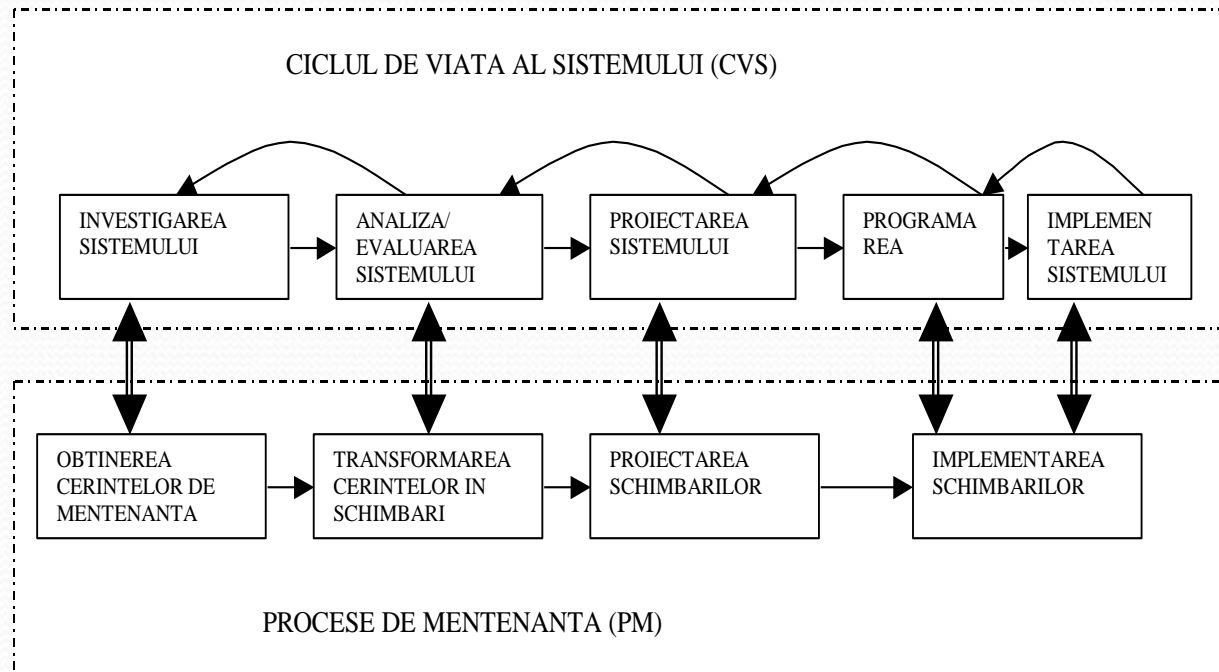 CICLUL DE VIATA AL SISTEMULUI (CVS)
INVESTIGAREA
SISTEMULUI
ANALIZA/
EVALUAREA
SISTEMULUI
PROIECTAREA
SISTEMULUI
PROGRAMA
REA
IMPLEMEN
TAREA
SISTEMULUI
OBTINEREA
CERINTELOR DE
MENTENANTA
TRANSFORMAREA
CERINTELOR IN
SCHIMBARI
PROIECTAREA
SCHIMBARILOR
IMPLEMENTAREA
SCHIMBARILOR
PROCESE DE MENTENANTA (PM)